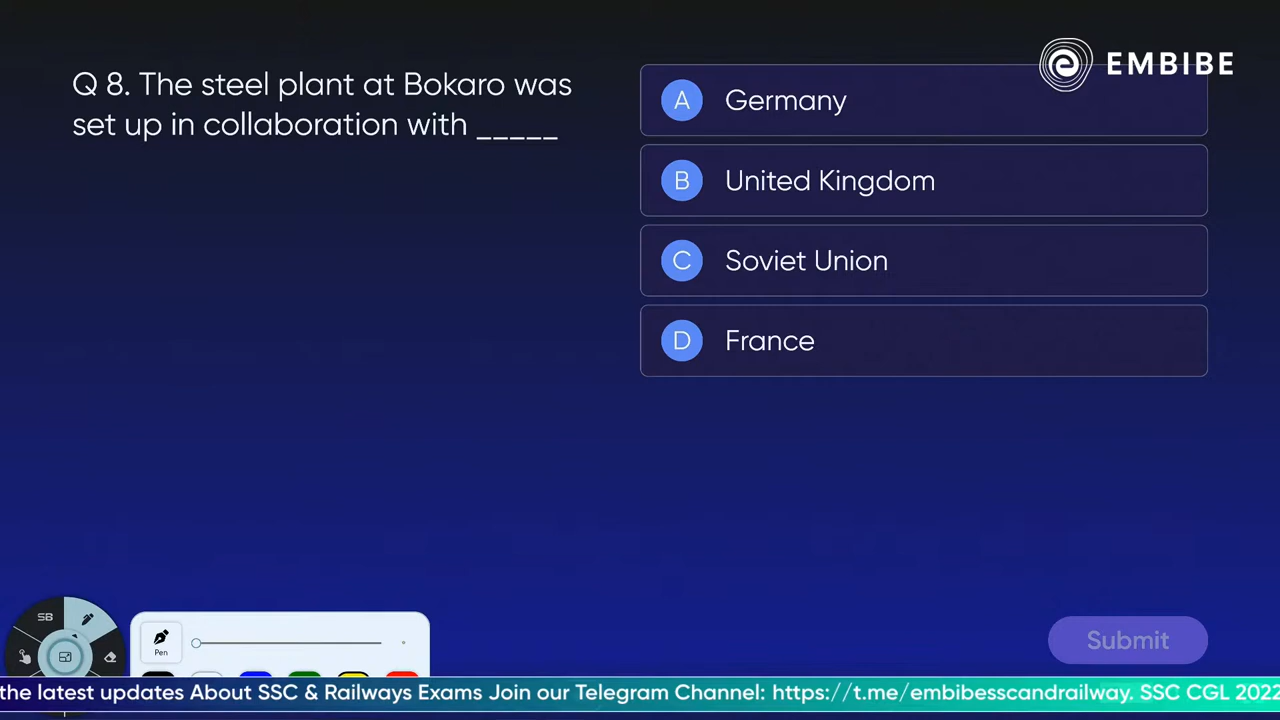 EMBIBE
Q 8. The steel plant at Bokaro was
set up in collaboration with _____
A Germany
B United Kingdom
C Soviet Union
D France
SB
Pen
Submit
the latest updates About SSC & Railways Exams Join our Telegram Channel: https://t.me/embibesscandrailway, SSC CGL 2022